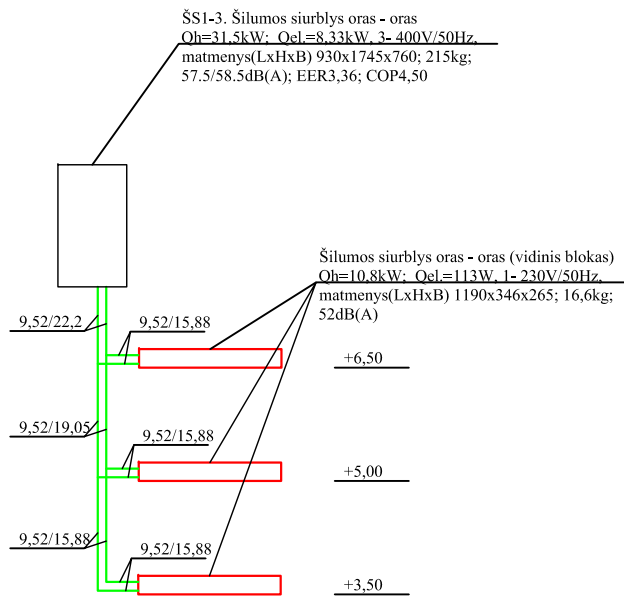 ŠS1-3. Šilumos siurblys oras - oras
Qh=31,5kW; Qel.=8,33kW, 3- 400V/50Hz,
matmenys(LxHxB) 930x1745x760; 215kg;
57.5/58.5dB(A); EER3,36; COP4,50
Šilumos siurblys oras - oras (vidinis blokas)
Qh=10,8kW; Qel.=113W, 1- 230V/50Hz,
matmenys(LxHxB) 1190x346x265; 16,6kg;
52dB(A)
9,52/22,2
9,52/15,88
+6,50
9,52/19,05
9,52/15,88
+5,00
9,52/15,88
9,52/15,88
+3,50